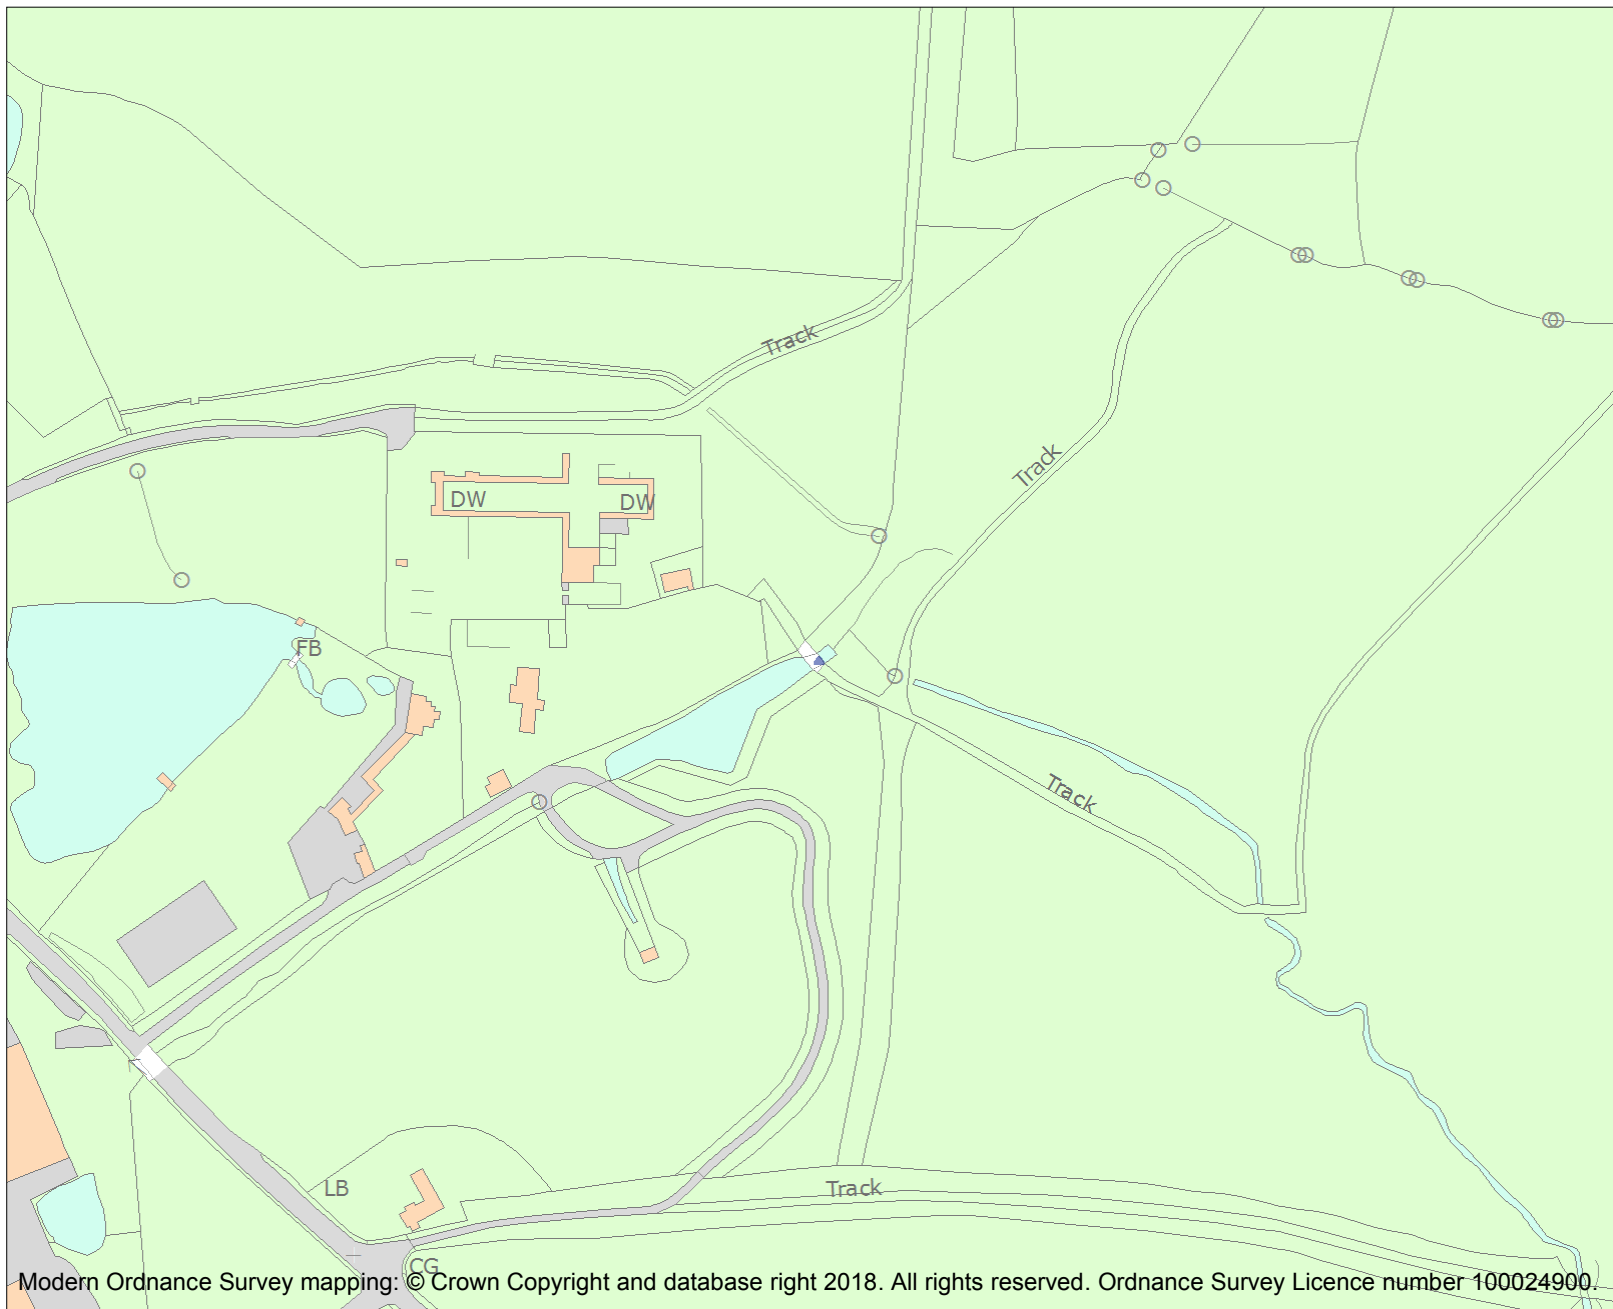 Track
Track
DW
DW
FB
Track
LB
Track
CG
Modern Ordnance Survey mapping: © Crown Copyright and database right 2018. All rights reserved. Ordnance Survey Licence number 100024900.